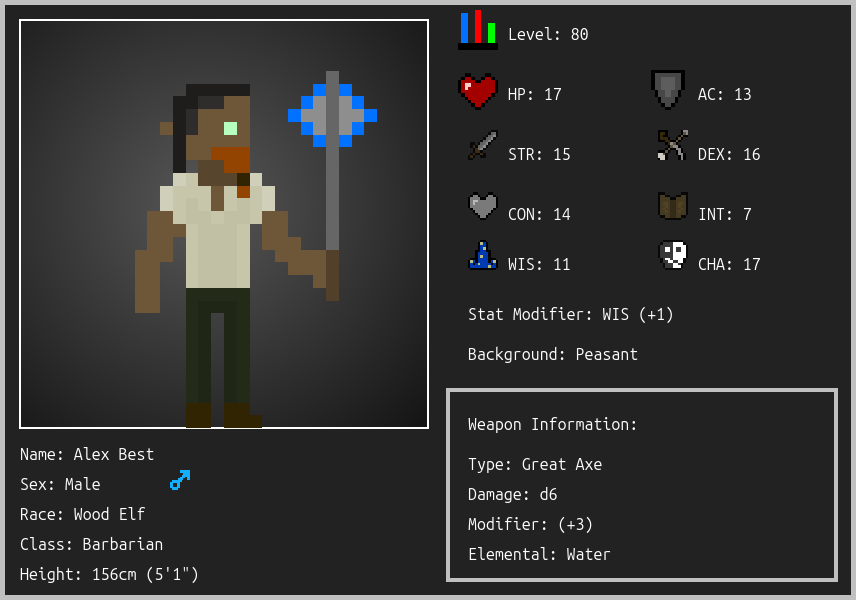 Level: 80
HP: 17
AC: 13
STR: 15
DEX: 16
CON: 14
INT: 7
WIS: 11
CHA: 17
Stat Modifier: WIS (+1)
Background: Peasant
Weapon Information:
Type: Great Axe
Damage: d6
Modifier: (+3)
Elemental: Water
Name: Alex Best
Sex: Male
Race: Wood Elf
Class: Barbarian
Height: 156cm (5'1")